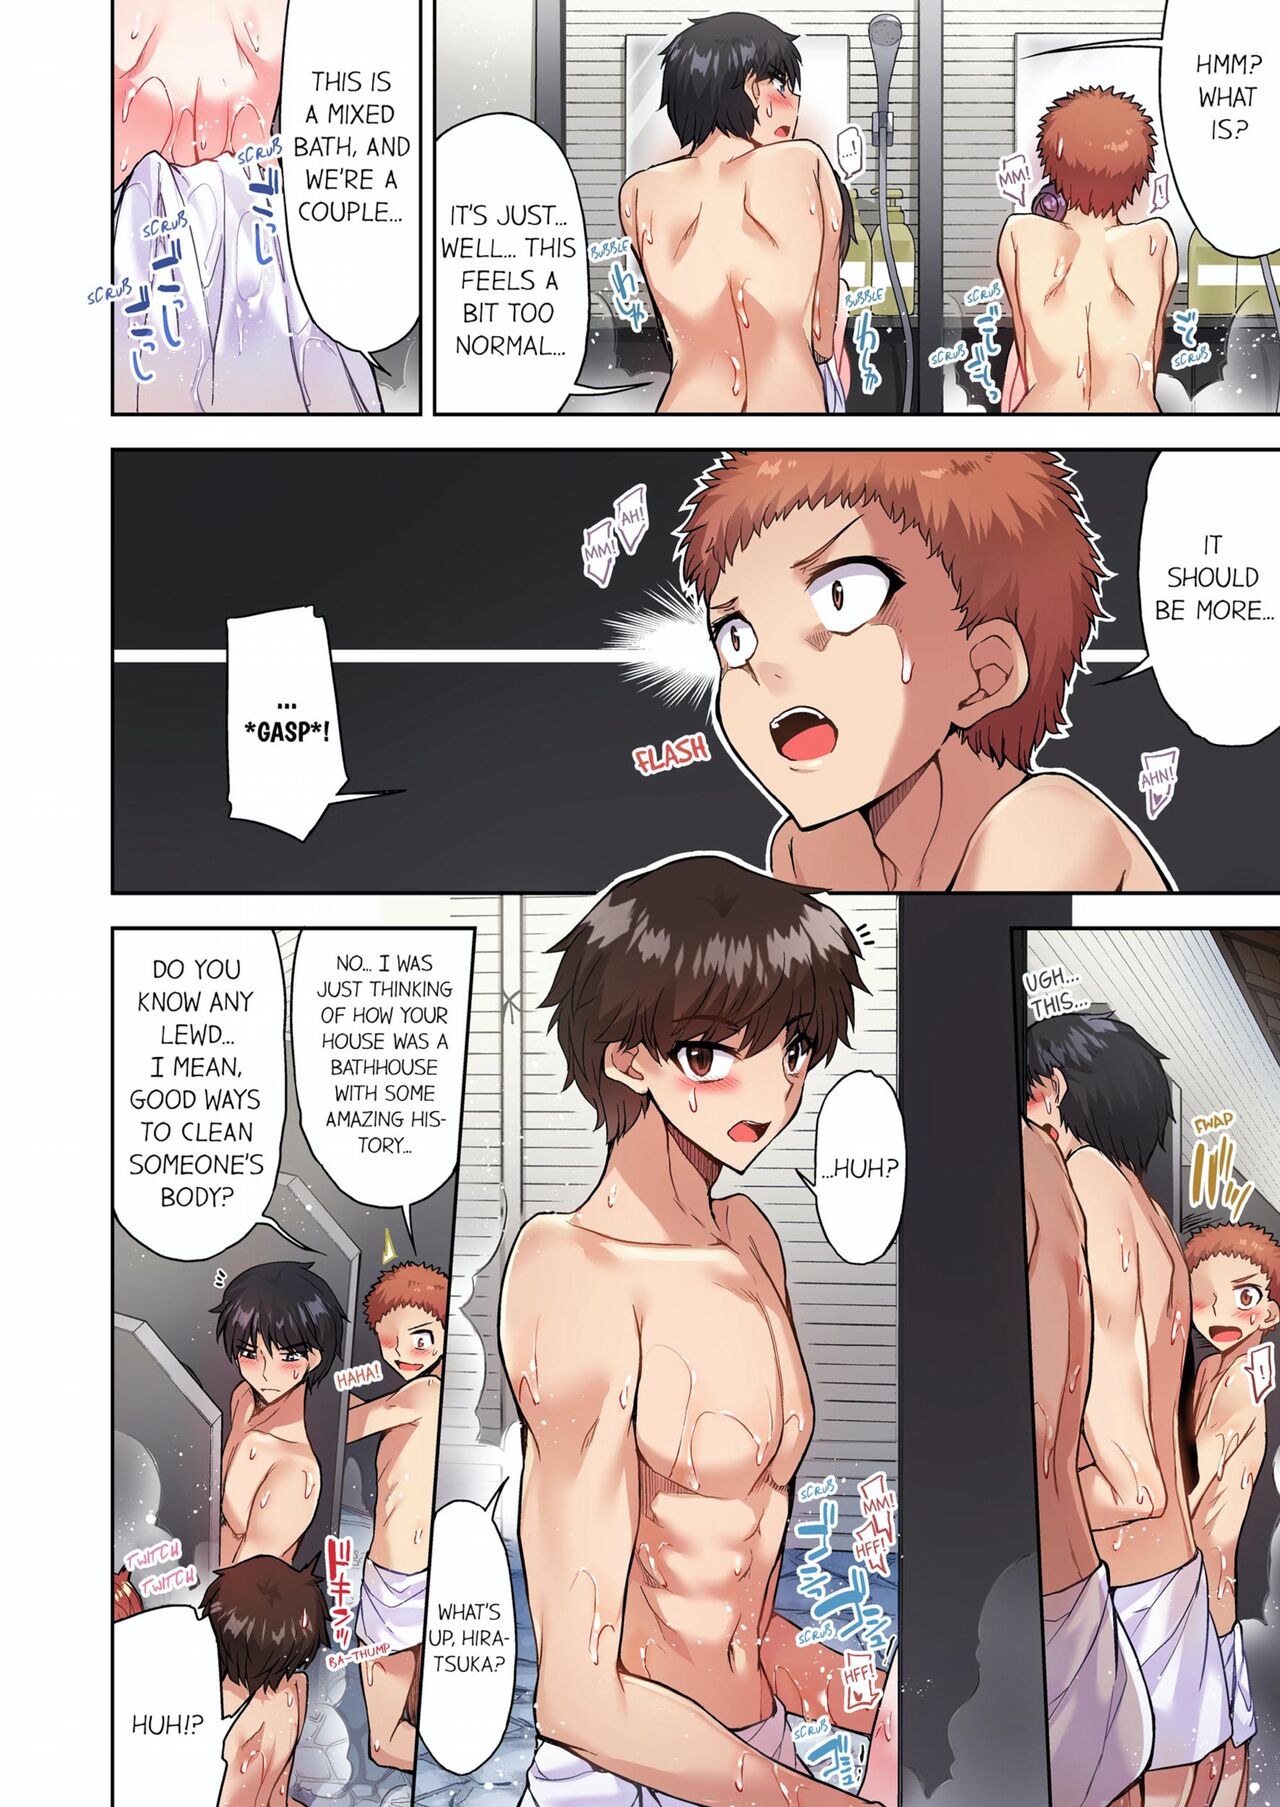 HMM?
WHAT
IS?
MM!
!
SCRUB
SCRUB
SCRUB
...!
BUBBLE
BUBBLE
IT'S JUST...
WELL... THIS
FEELS A
BIT TOO
NORMAL...
THIS IS
A MIXED
BATH, AND
WE'RE A
COUPLE...
SCRUB
SCRUB
SCRUB
IT
SHOULD
BE MORE...
AH!
MM!
FLASH
AHN!
...
*GASP*!
UGH...
THIS...
FWAP
!
...HUH?
MM!
HFF!
HFF!
SCRUB
SCRUB
SCRUB
WHAT'S
UP, HIRA-
TSUKA?
NO... I WAS
JUST THINKING
OF HOW YOUR
HOUSE WAS A
BATHHOUSE
WITH SOME
AMAZING HIS-
TORY...
DO YOU
KNOW ANY
LEWD...
I MEAN,
GOOD WAYS
TO CLEAN
SOMEONE'S
BODY?
HAHA!
ドキンッ
BA-THUMP
TWITCH
TWITCH
HUH!?